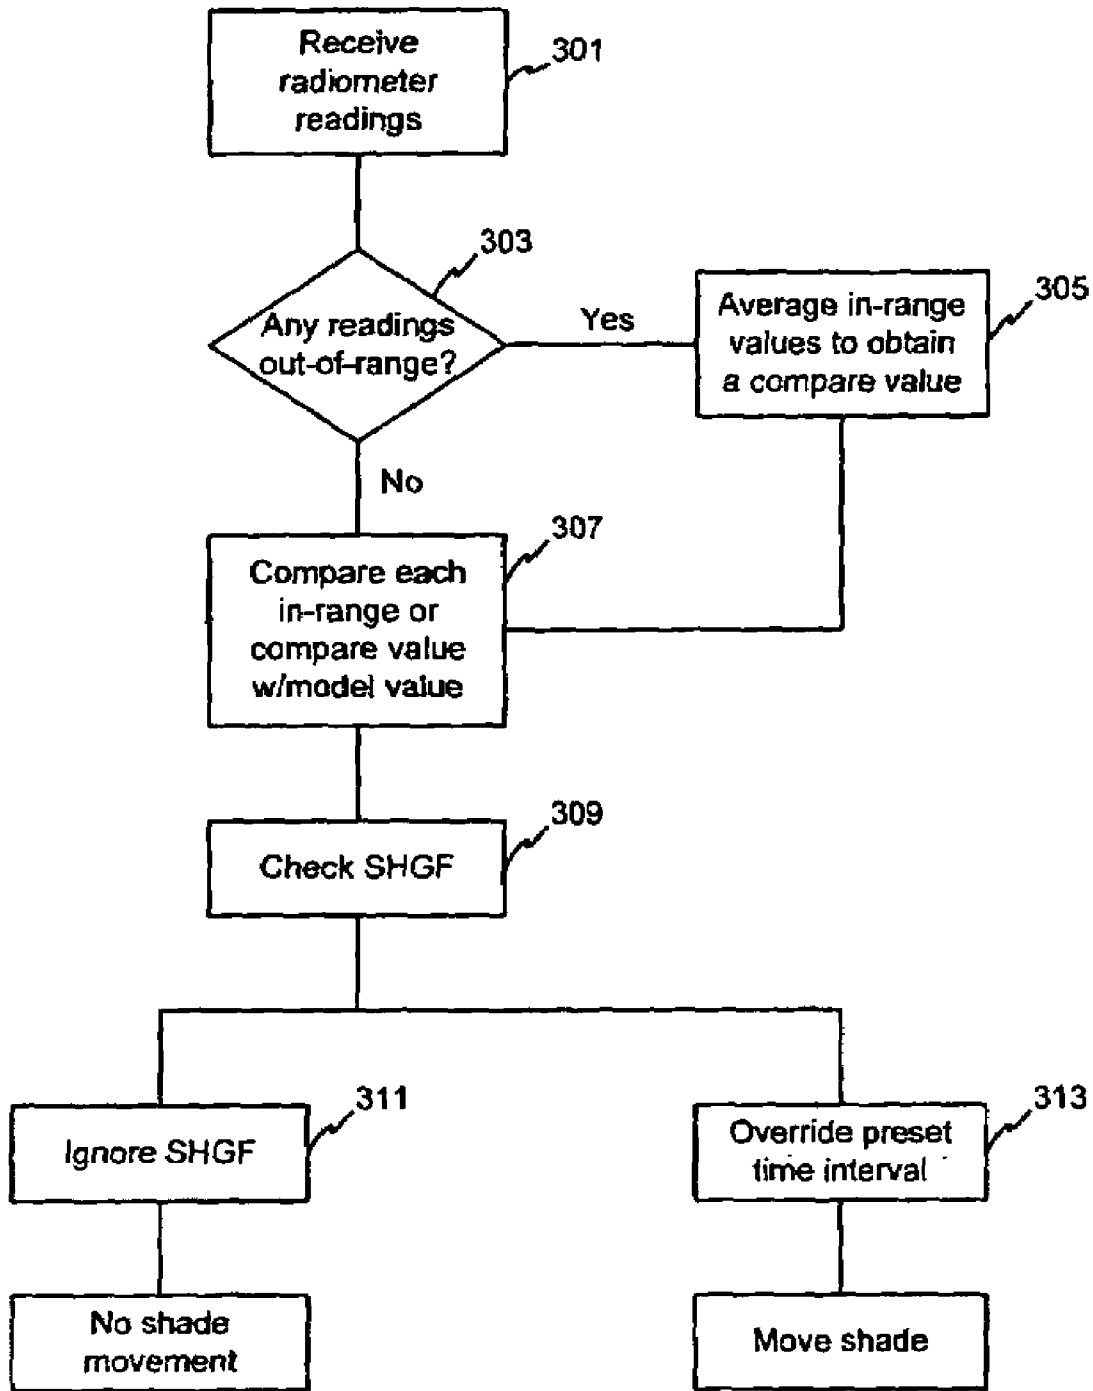 Receive
radiometer
readings
301
303
Any readings
out-of-range?
Yes
Average in-range
values to obtain
a compare value
305
No
307
Compare each
in-range or
compare value
w/model value
309
Check SHGF
311
Ignore SHGF
313
Override preset
time interval
No shade
movement
Move shade